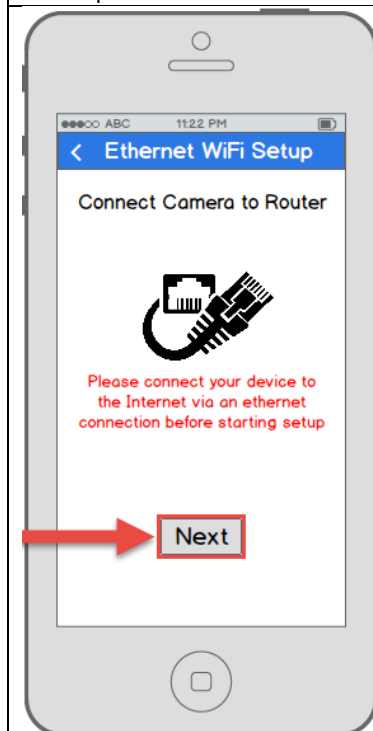 ABC 11:22 PM
< Ethernet WiFi Setup
Connect Camera to Router
Please connect your device to
the Internet via an ethernet
connection before starting setup
Next